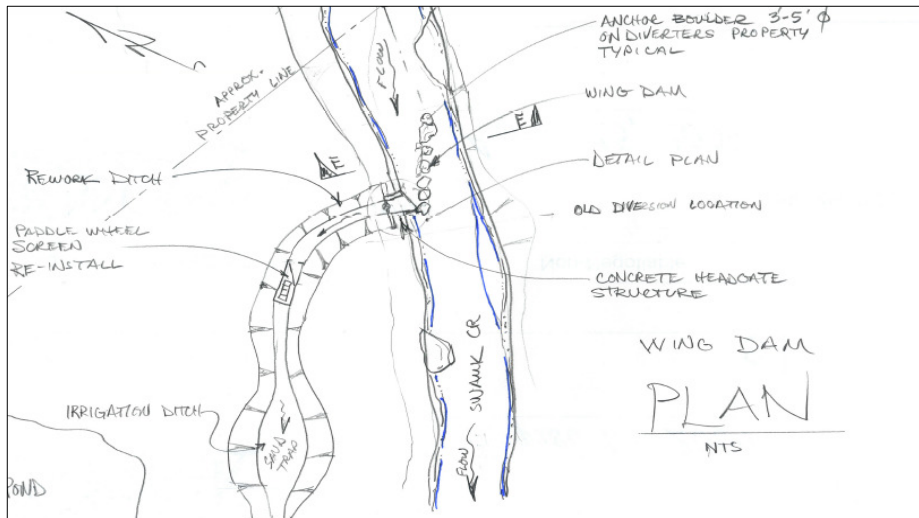 ANCHOR BOULDER 3'-5' Ø
ON DIVERTERS PROPERTY
TYPICAL
FLOW
APPROX.
PROPERTY LINE
WING DAM
E
E
DETAIL PLAN
REWORK DITCH
OLD DIVERSION LOCATION
PADDLE WHEEL
SCREEN
RE-INSTALL
CONCRETE HEADGATE
STRUCTURE
SWAUK CR
FLOW
WING DAM
PLAN
NTS
IRRIGATION DITCH
SAND
TRAP
POND